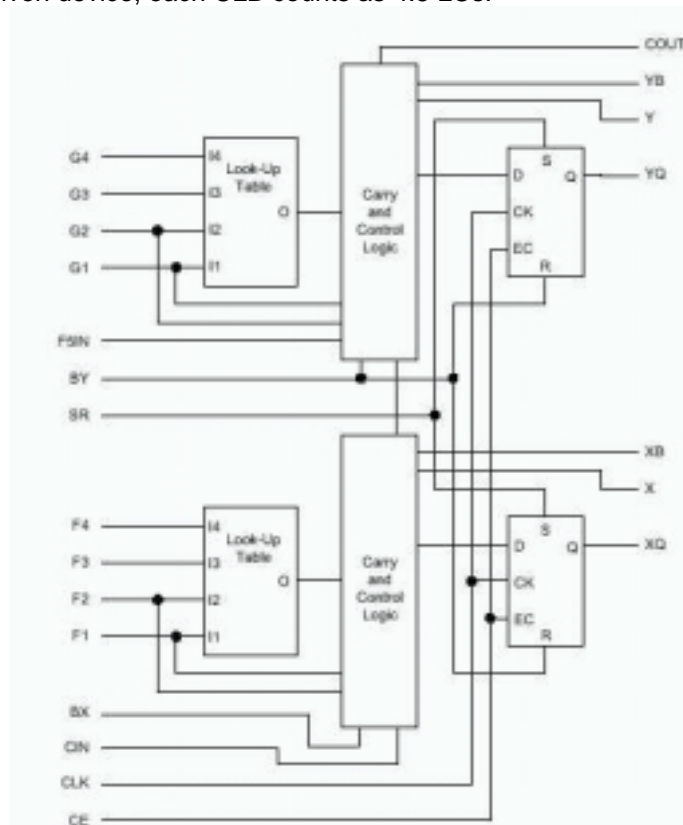 COUT
YB
Y
G4
I4
Look-Up
Table
S
D
Q
YQ
G3
I3
Carry
and
Control
Logic
O
CK
G2
I2
EC
G1
I1
R
F5IN
BY
SR
XB
X
F4
I4
Look-Up
Table
S
D
Q
XQ
F3
I3
Carry
and
Control
Logic
O
CK
F2
I2
EC
F1
I1
R
BX
CIN
CLK
CE